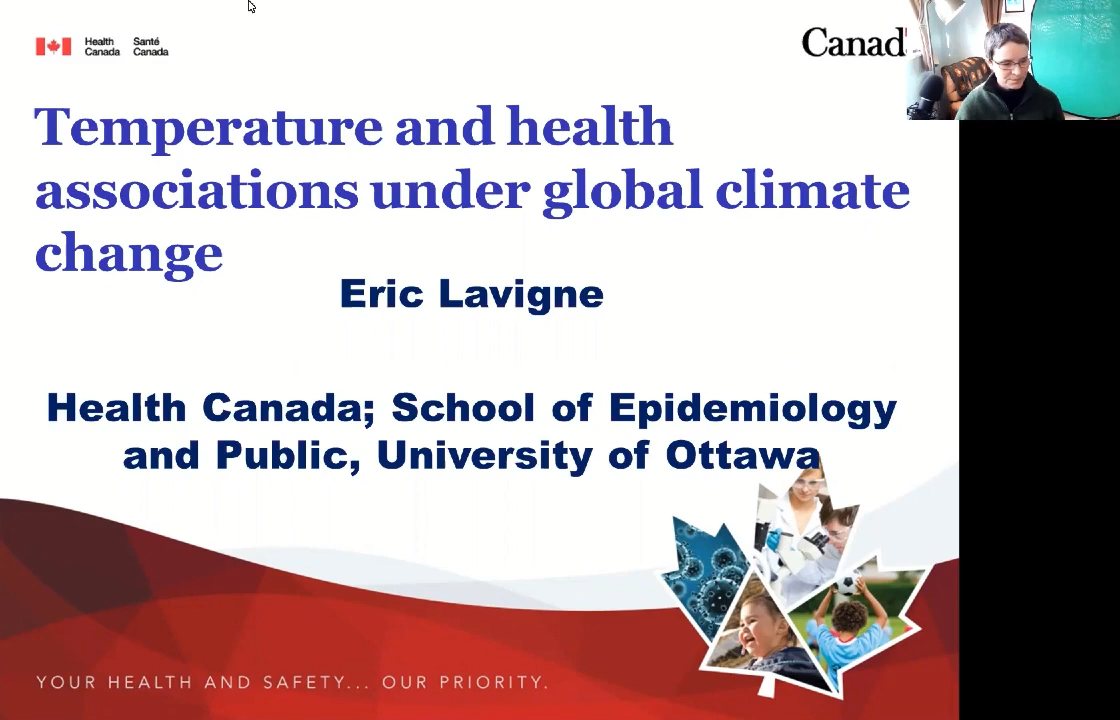 Health Canada
Santé Canada
Canad
Temperature and health
associations under global climate
change
Eric Lavigne
Health Canada; School of Epidemiology
and Public, University of Ottawa
YOUR HEALTH AND SAFETY... OUR PRIORITY.